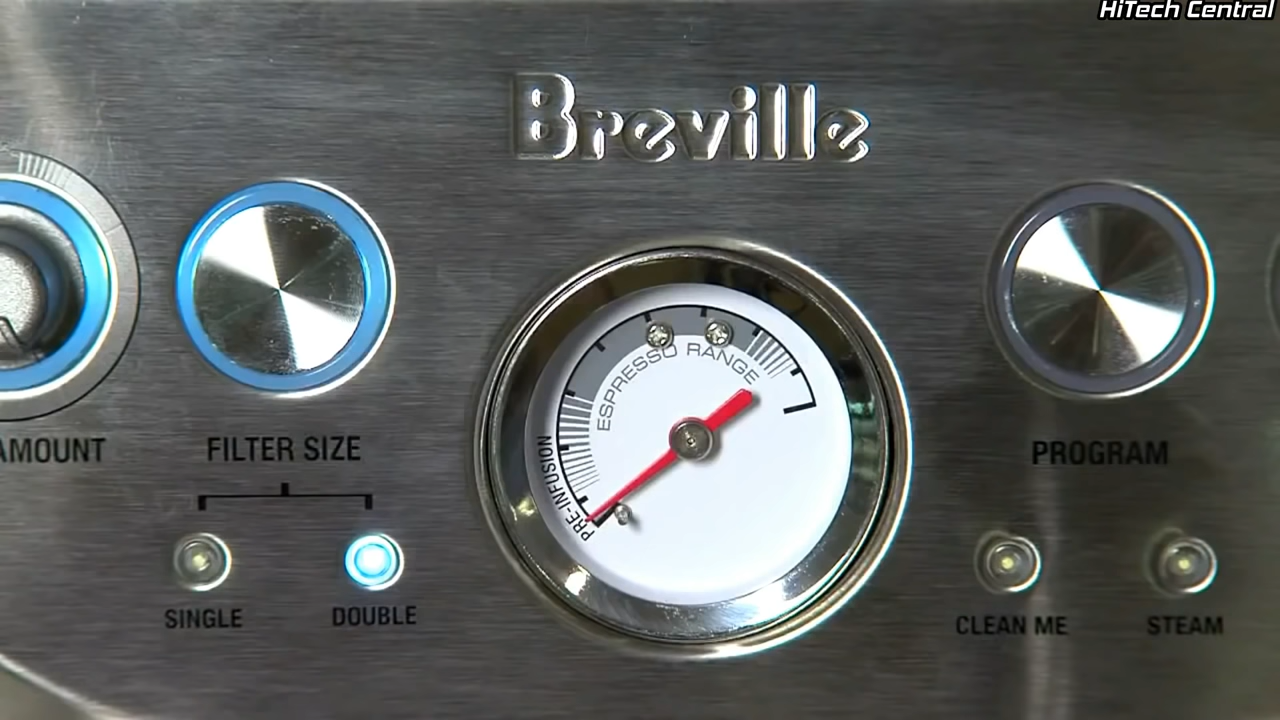 HiTech Central
Breville
ESPRESSO RANGE
PRE-INFUSION
AMOUNT
FILTER SIZE
PROGRAM
SINGLE
DOUBLE
CLEAN ME
STEAM